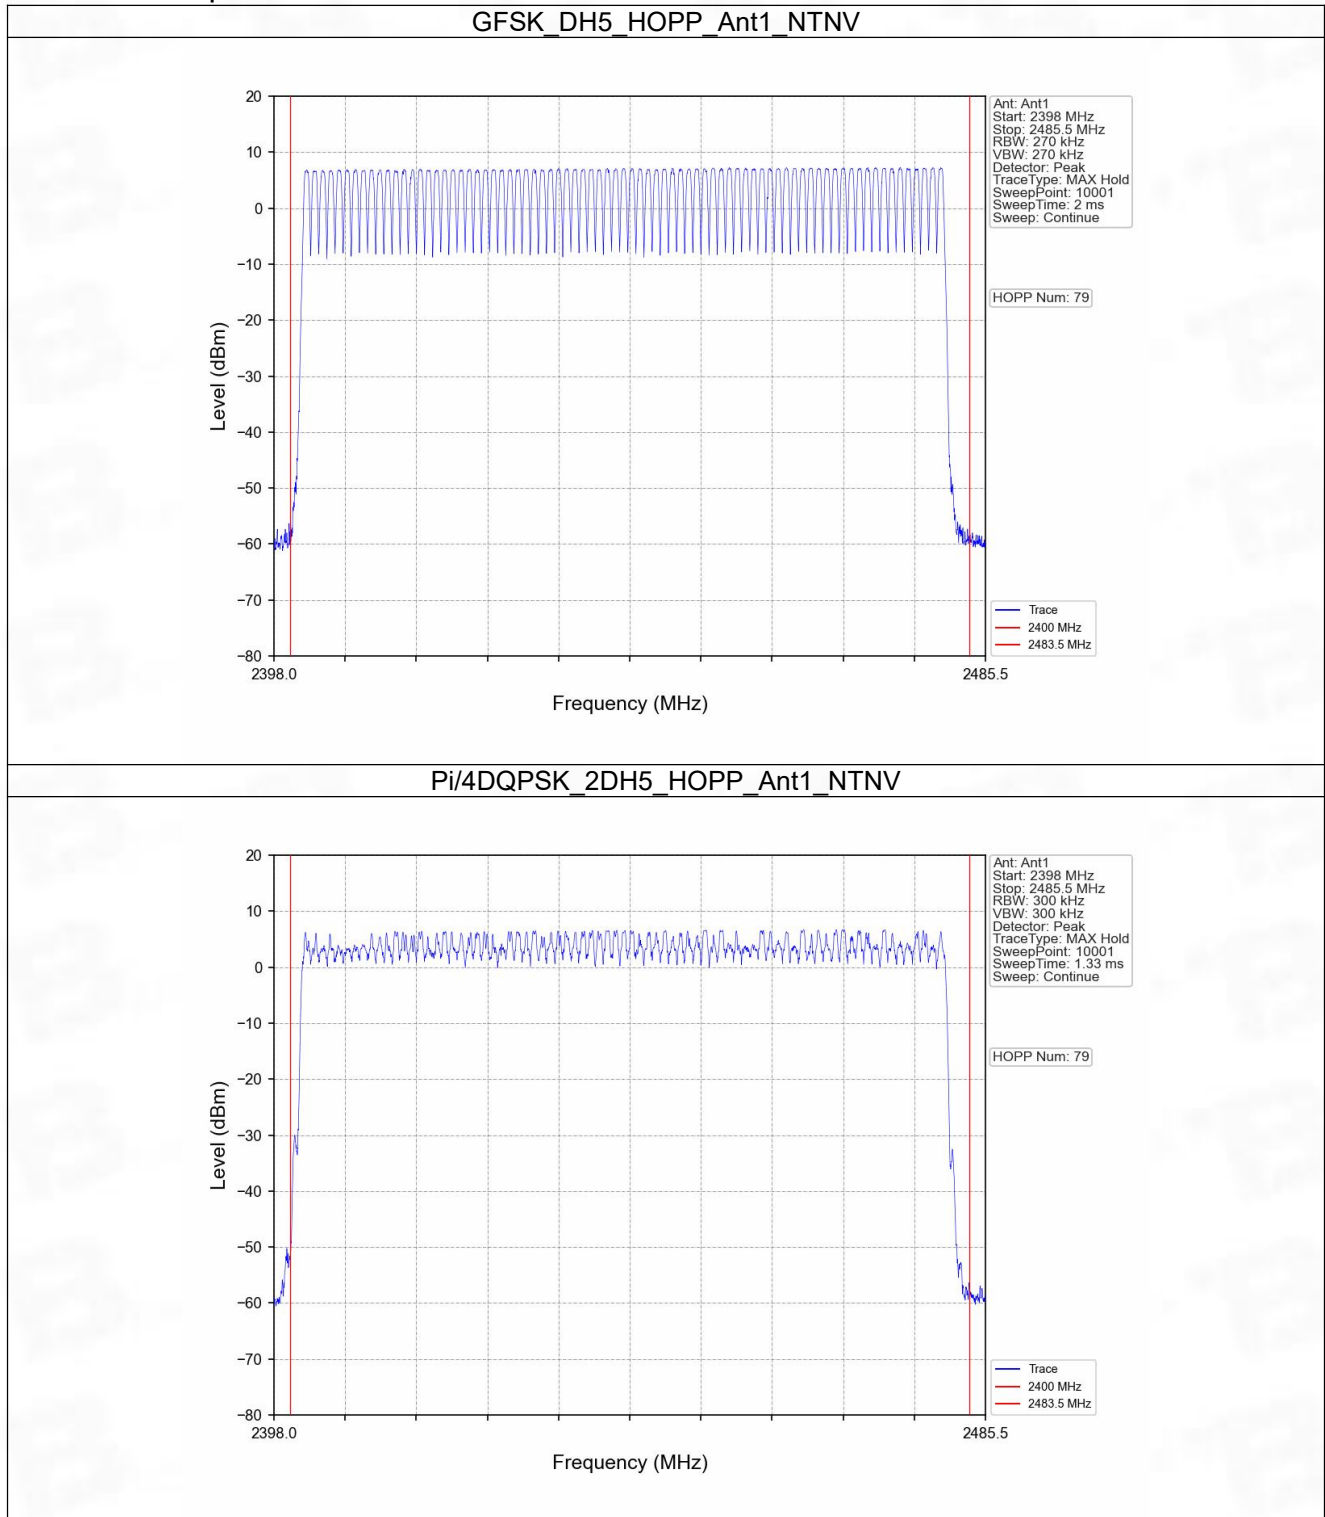 GFSK_DH5_HOPP_Ant1_NTNV
20
10
0
−10
−20
−30
−40
−50
−60
−70
−80
Level (dBm)
2398.0
2485.5
Frequency (MHz)
Ant: Ant1
Start: 2398 MHz
Stop: 2485.5 MHz
RBW: 270 kHz
VBW: 270 kHz
Detector: Peak
TraceType: MAX Hold
SweepPoint: 10001
SweepTime: 2 ms
Sweep: Continue
HOPP Num: 79
Trace
2400 MHz
2483.5 MHz
Pi/4DQPSK_2DH5_HOPP_Ant1_NTNV
20
10
0
−10
−20
−30
−40
−50
−60
−70
−80
Level (dBm)
2398.0
2485.5
Frequency (MHz)
Ant: Ant1
Start: 2398 MHz
Stop: 2485.5 MHz
RBW: 300 kHz
VBW: 300 kHz
Detector: Peak
TraceType: MAX Hold
SweepPoint: 10001
SweepTime: 1.33 ms
Sweep: Continue
HOPP Num: 79
Trace
2400 MHz
2483.5 MHz